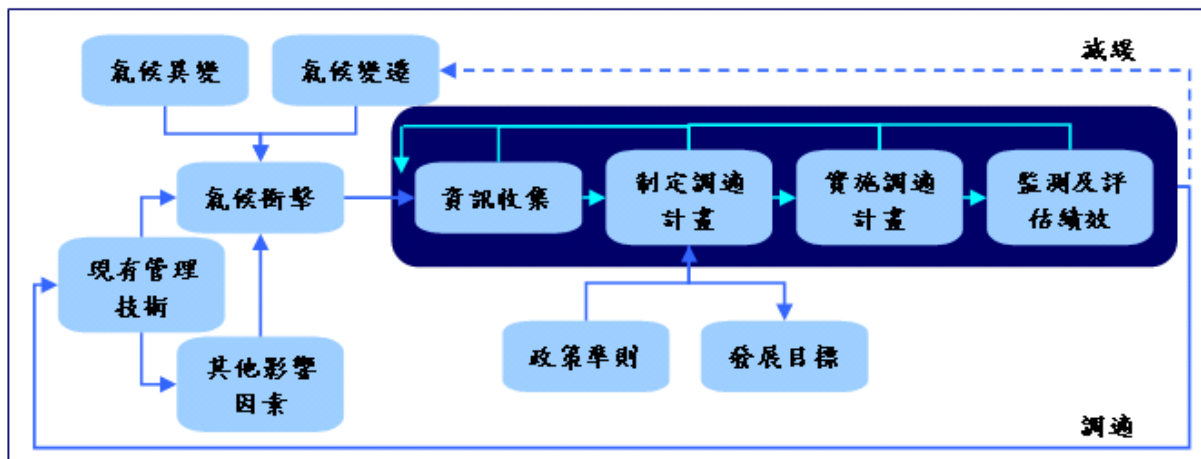 減緩
氣候異變
氣候變遷
氣候衝擊
資訊收集
制定調適
計畫
實施調適
計畫
監測及評
估績效
現有管理
技術
其他影響
因素
政策準則
發展目標
調適